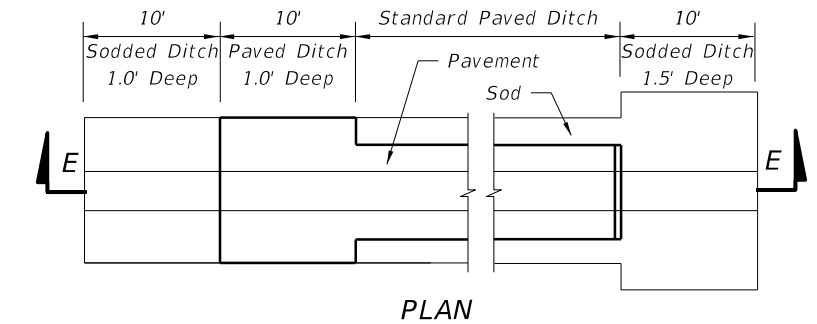 10' 10' Standard Paved Ditch 10'
Sodded Ditch Paved Ditch Sodded Ditch
1.0' Deep 1.0' Deep 1.5' Deep
Pavement
Sod
E E
PLAN